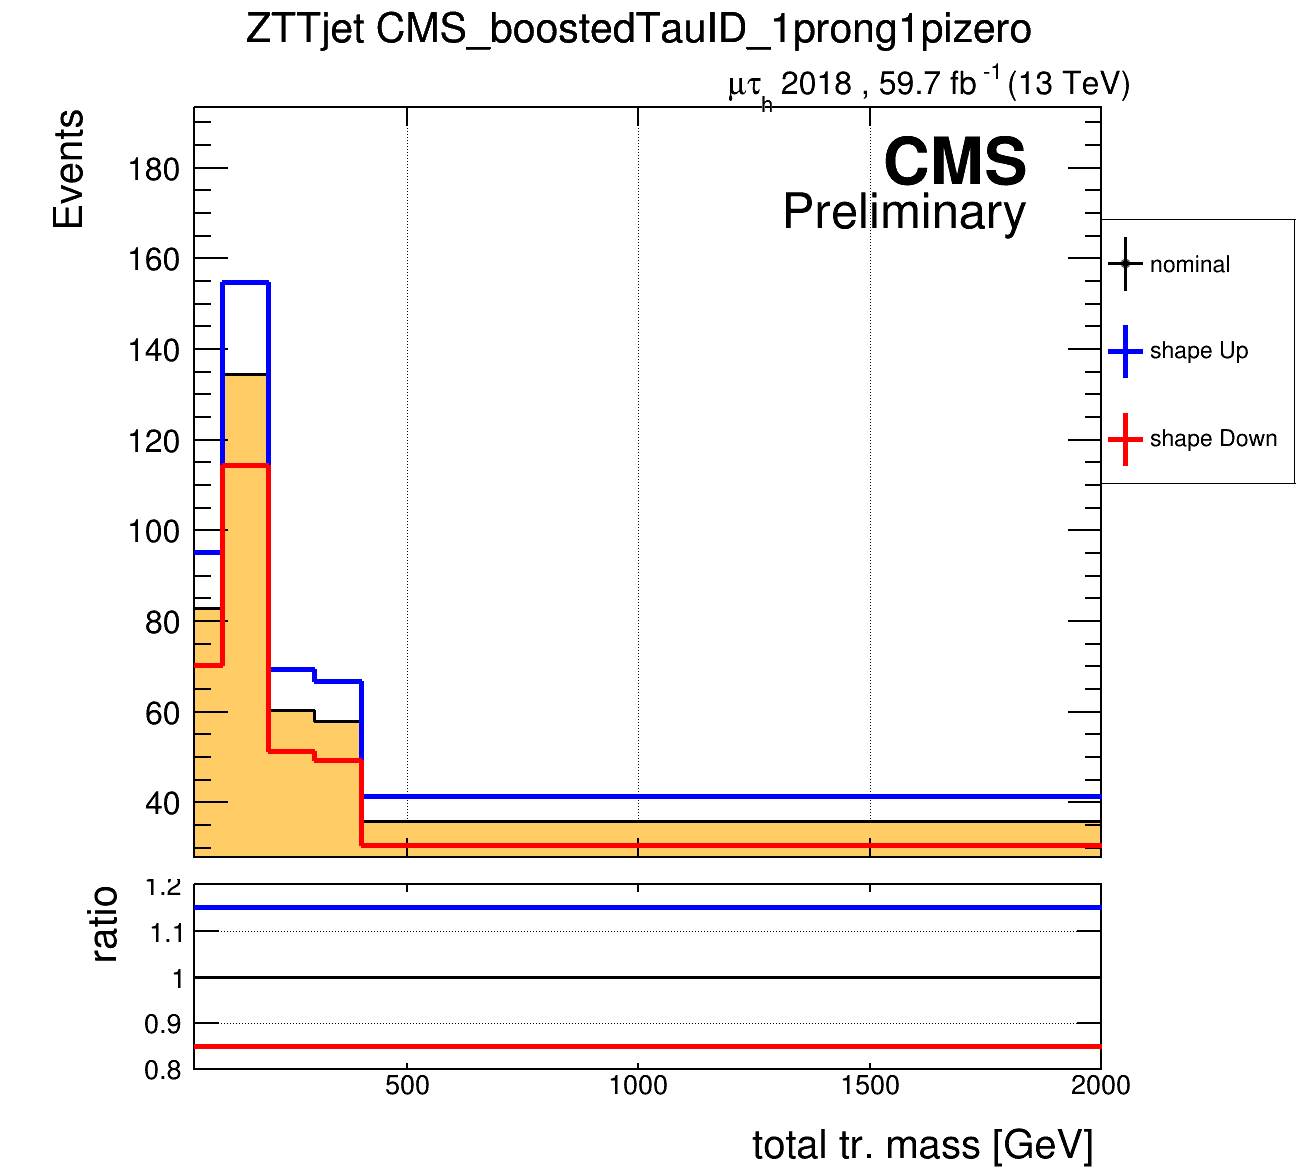 ZTTjet CMS_boostedTauID_1prong1pizero
μτh 2018 , 59.7 fb-1 (13 TeV)
Events
CMS
Preliminary
180
160
140
120
100
80
60
40
nominal
shape Up
shape Down
ratio
1.2
1.1
1
0.9
0.8
500 1000 1500 2000
total tr. mass [GeV]